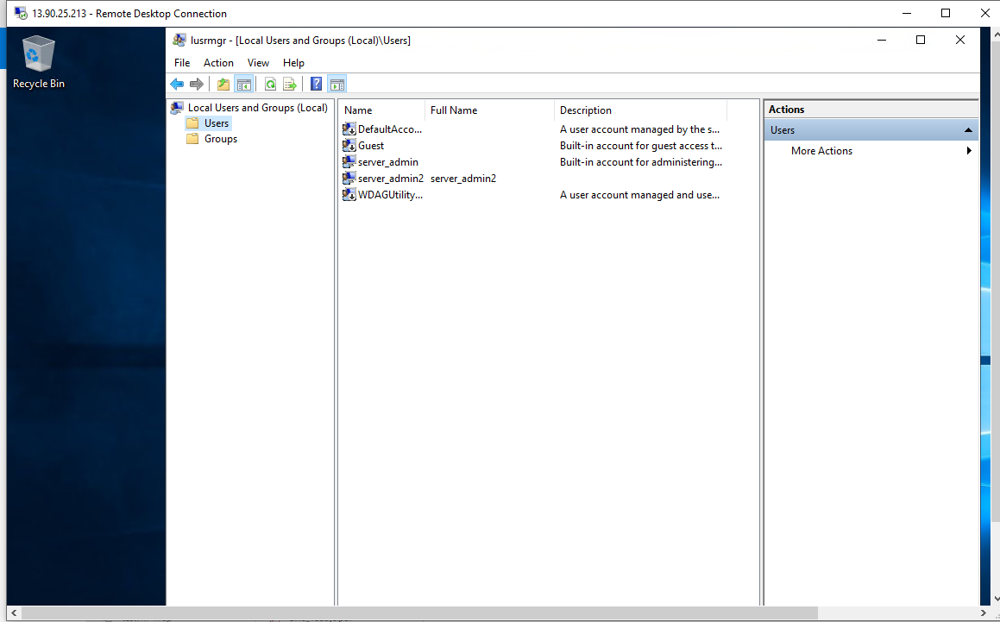 13.90.25.213 - Remote Desktop Connection
Recycle Bin
lusrmgr - [Local Users and Groups (Local)\Users]
File Action View Help
Local Users and Groups (Local)
Users
Groups
Name Full Name Description
DefaultAcco... A user account managed by the s...
Guest Built-in account for guest access t...
server_admin Built-in account for administering...
server_admin2 server_admin2
WDAGUtility... A user account managed and use...
Actions
Users
More Actions